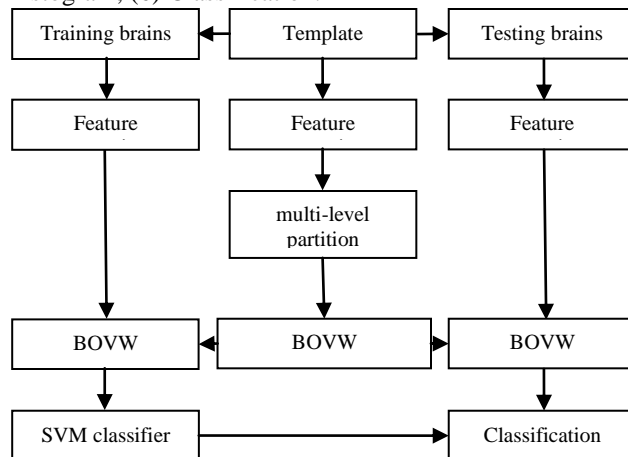 Training brains
Template
Testing brains
Feature
Feature
Feature
multi-level
partition
BOVW
BOVW
BOVW
SVM classifier
Classification